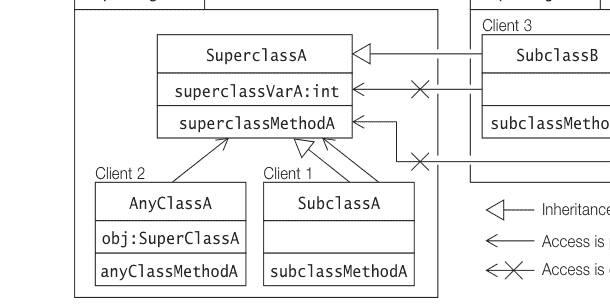 Client 3
SuperclassA
SubclassB
superclassVarA:int
superclassMethodA
Client 2
Client 1
AnyClassA
SubclassA
obj:SuperClassA
Inheritance
anyClassMethodA
subclassMethodA
Access is
Access is